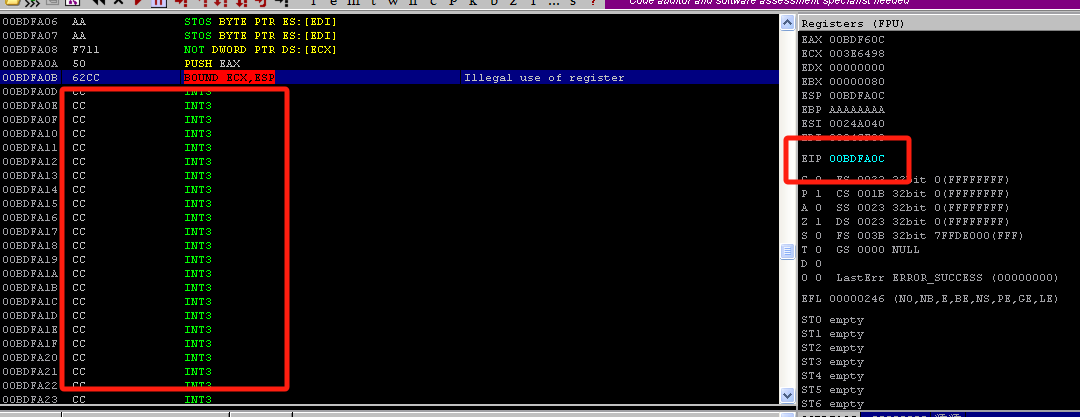 l e m t w h c P k b z r ... s ?
Code auditor and software assessment specialist needed
00BDFA06 AA STOS BYTE PTR ES:[EDI]
00BDFA07 AA STOS BYTE PTR ES:[EDI]
00BDFA08 F711 NOT DWORD PTR DS:[ECX]
00BDFA0A 50 PUSH EAX
00BDFA0B 62CC BOUND ECX,ESP Illegal use of register
00BDFA0D CC INT3
00BDFA0E CC INT3
00BDFA0F CC INT3
00BDFA10 CC INT3
00BDFA11 CC INT3
00BDFA12 CC INT3
00BDFA13 CC INT3
00BDFA14 CC INT3
00BDFA15 CC INT3
00BDFA16 CC INT3
00BDFA17 CC INT3
00BDFA18 CC INT3
00BDFA19 CC INT3
00BDFA1A CC INT3
00BDFA1B CC INT3
00BDFA1C CC INT3
00BDFA1D CC INT3
00BDFA1E CC INT3
00BDFA1F CC INT3
00BDFA20 CC INT3
00BDFA21 CC INT3
00BDFA22 CC INT3
00BDFA23 CC INT3
Registers (FPU)
EAX 00BDF60C
ECX 003E6498
EDX 00000000
EBX 00000080
ESP 00BDFA0C
EBP AAAAAAAA
ESI 0024A040
EIP 00BDFA0C
C 0 ES 0023 32bit 0(FFFFFFFF)
P 1 CS 001B 32bit 0(FFFFFFFF)
A 0 SS 0023 32bit 0(FFFFFFFF)
Z 1 DS 0023 32bit 0(FFFFFFFF)
S 0 FS 003B 32bit 7FFDE000(FFF)
T 0 GS 0000 NULL
D 0
O 0 LastErr ERROR_SUCCESS (00000000)
EFL 00000246 (NO,NB,E,BE,NS,PE,GE,LE)
ST0 empty
ST1 empty
ST2 empty
ST3 empty
ST4 empty
ST5 empty
ST6 empty